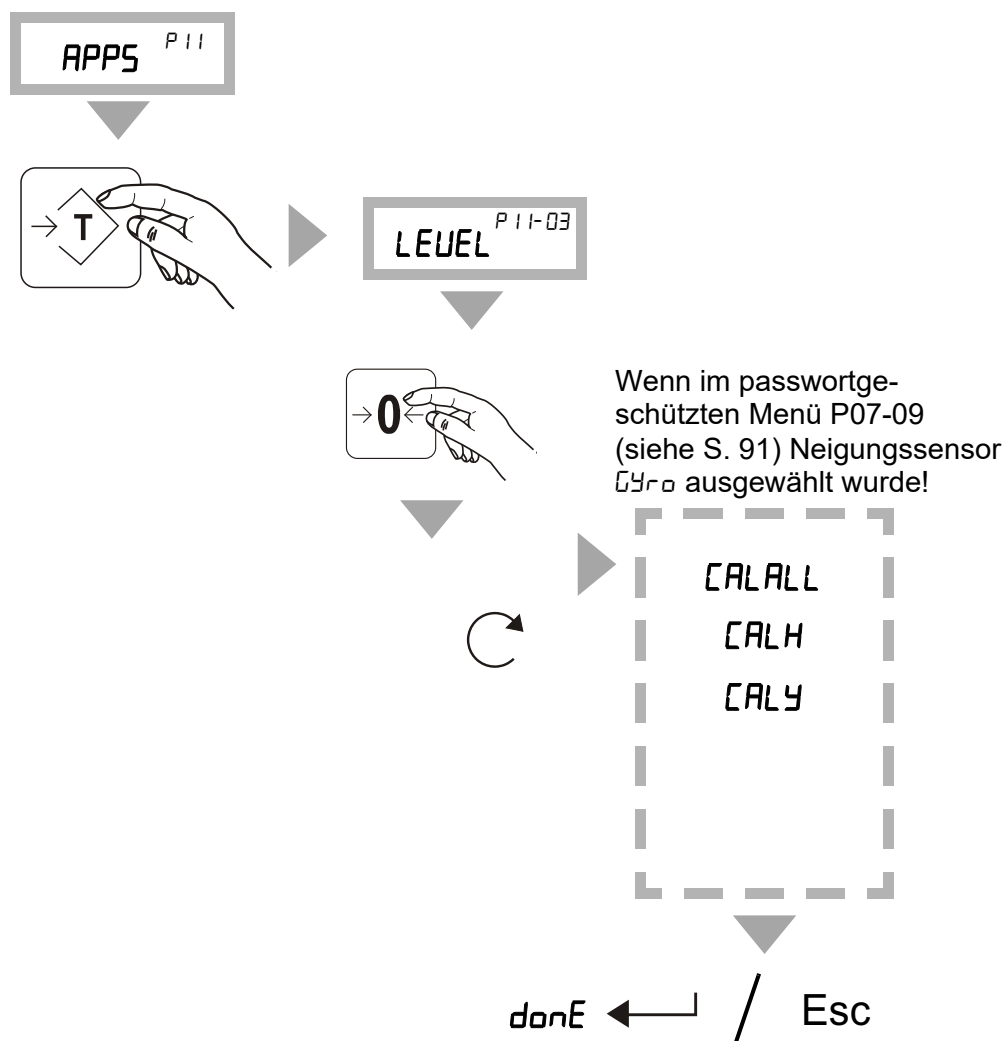 APPS P11
T
LEVEL P11-03
0
Wenn im passwortge-
schützten Menü P07-09
(siehe S. 91) Neigungssensor
Gyro ausgewählt wurde!
CALALL
CALH
CALY
donE / Esc